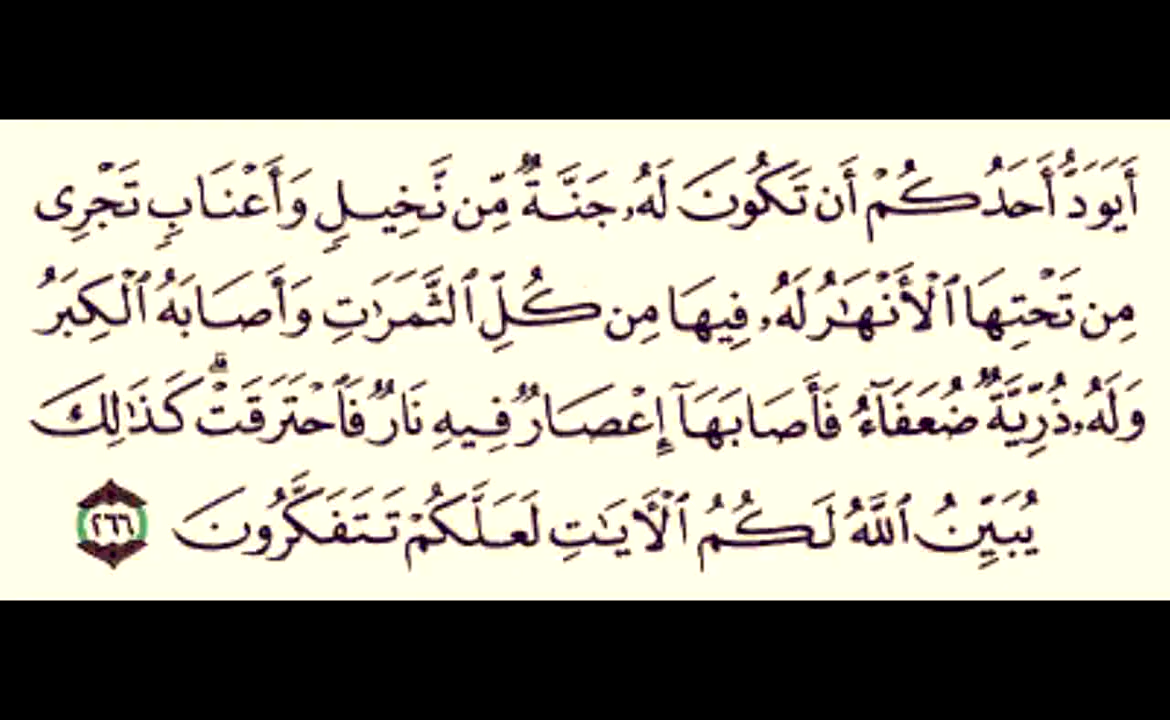 أَيَوَدُّ أَحَدُكُمْ أَن تَكُونَ لَهُۥ جَنَّةٌ مِّن نَّخِيلٍ وَأَعْنَابٍ تَجْرِى
مِن تَحْتِهَا ٱلْأَنْهَٰرُ لَهُۥ فِيهَا مِن كُلِّ ٱلثَّمَرَٰتِ وَأَصَابَهُ ٱلْكِبَرُ
وَلَهُۥ ذُرِّيَّةٌ ضُعَفَآءُ فَأَصَابَهَآ إِعْصَارٌ فِيهِ نَارٌ فَٱحْتَرَقَتْ ۗ كَذَٰلِكَ
يُبَيِّنُ ٱللَّهُ لَكُمُ ٱلْـَٔايَٰتِ لَعَلَّكُمْ تَتَفَكَّرُونَ ٢٦٦